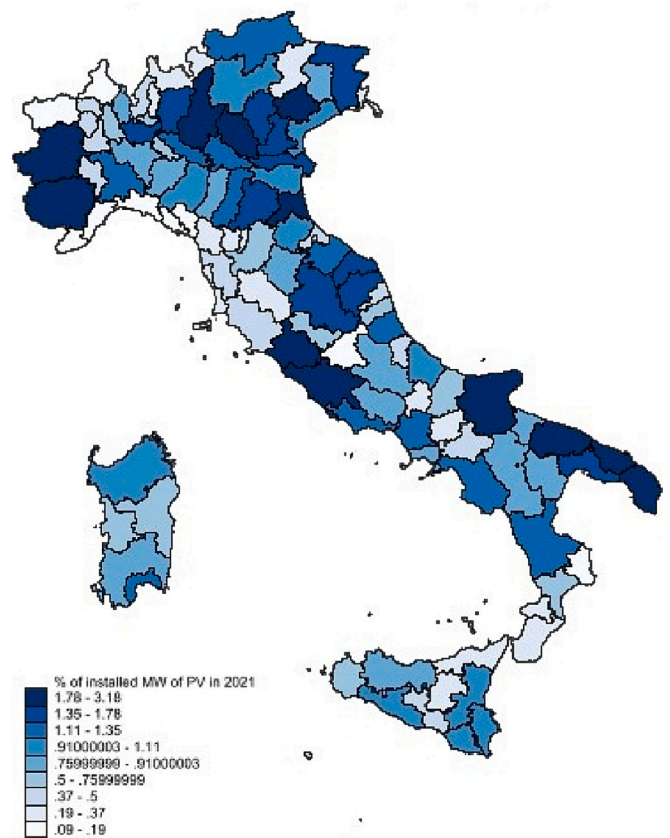 % of installed MW of PV in 2021
1.78 - 3.18
1.35 - 1.78
1.11 - 1.35
.91000003 - 1.11
.75999999 - .91000003
.5 - .75999999
.37 - .5
.19 - .37
.09 - .19